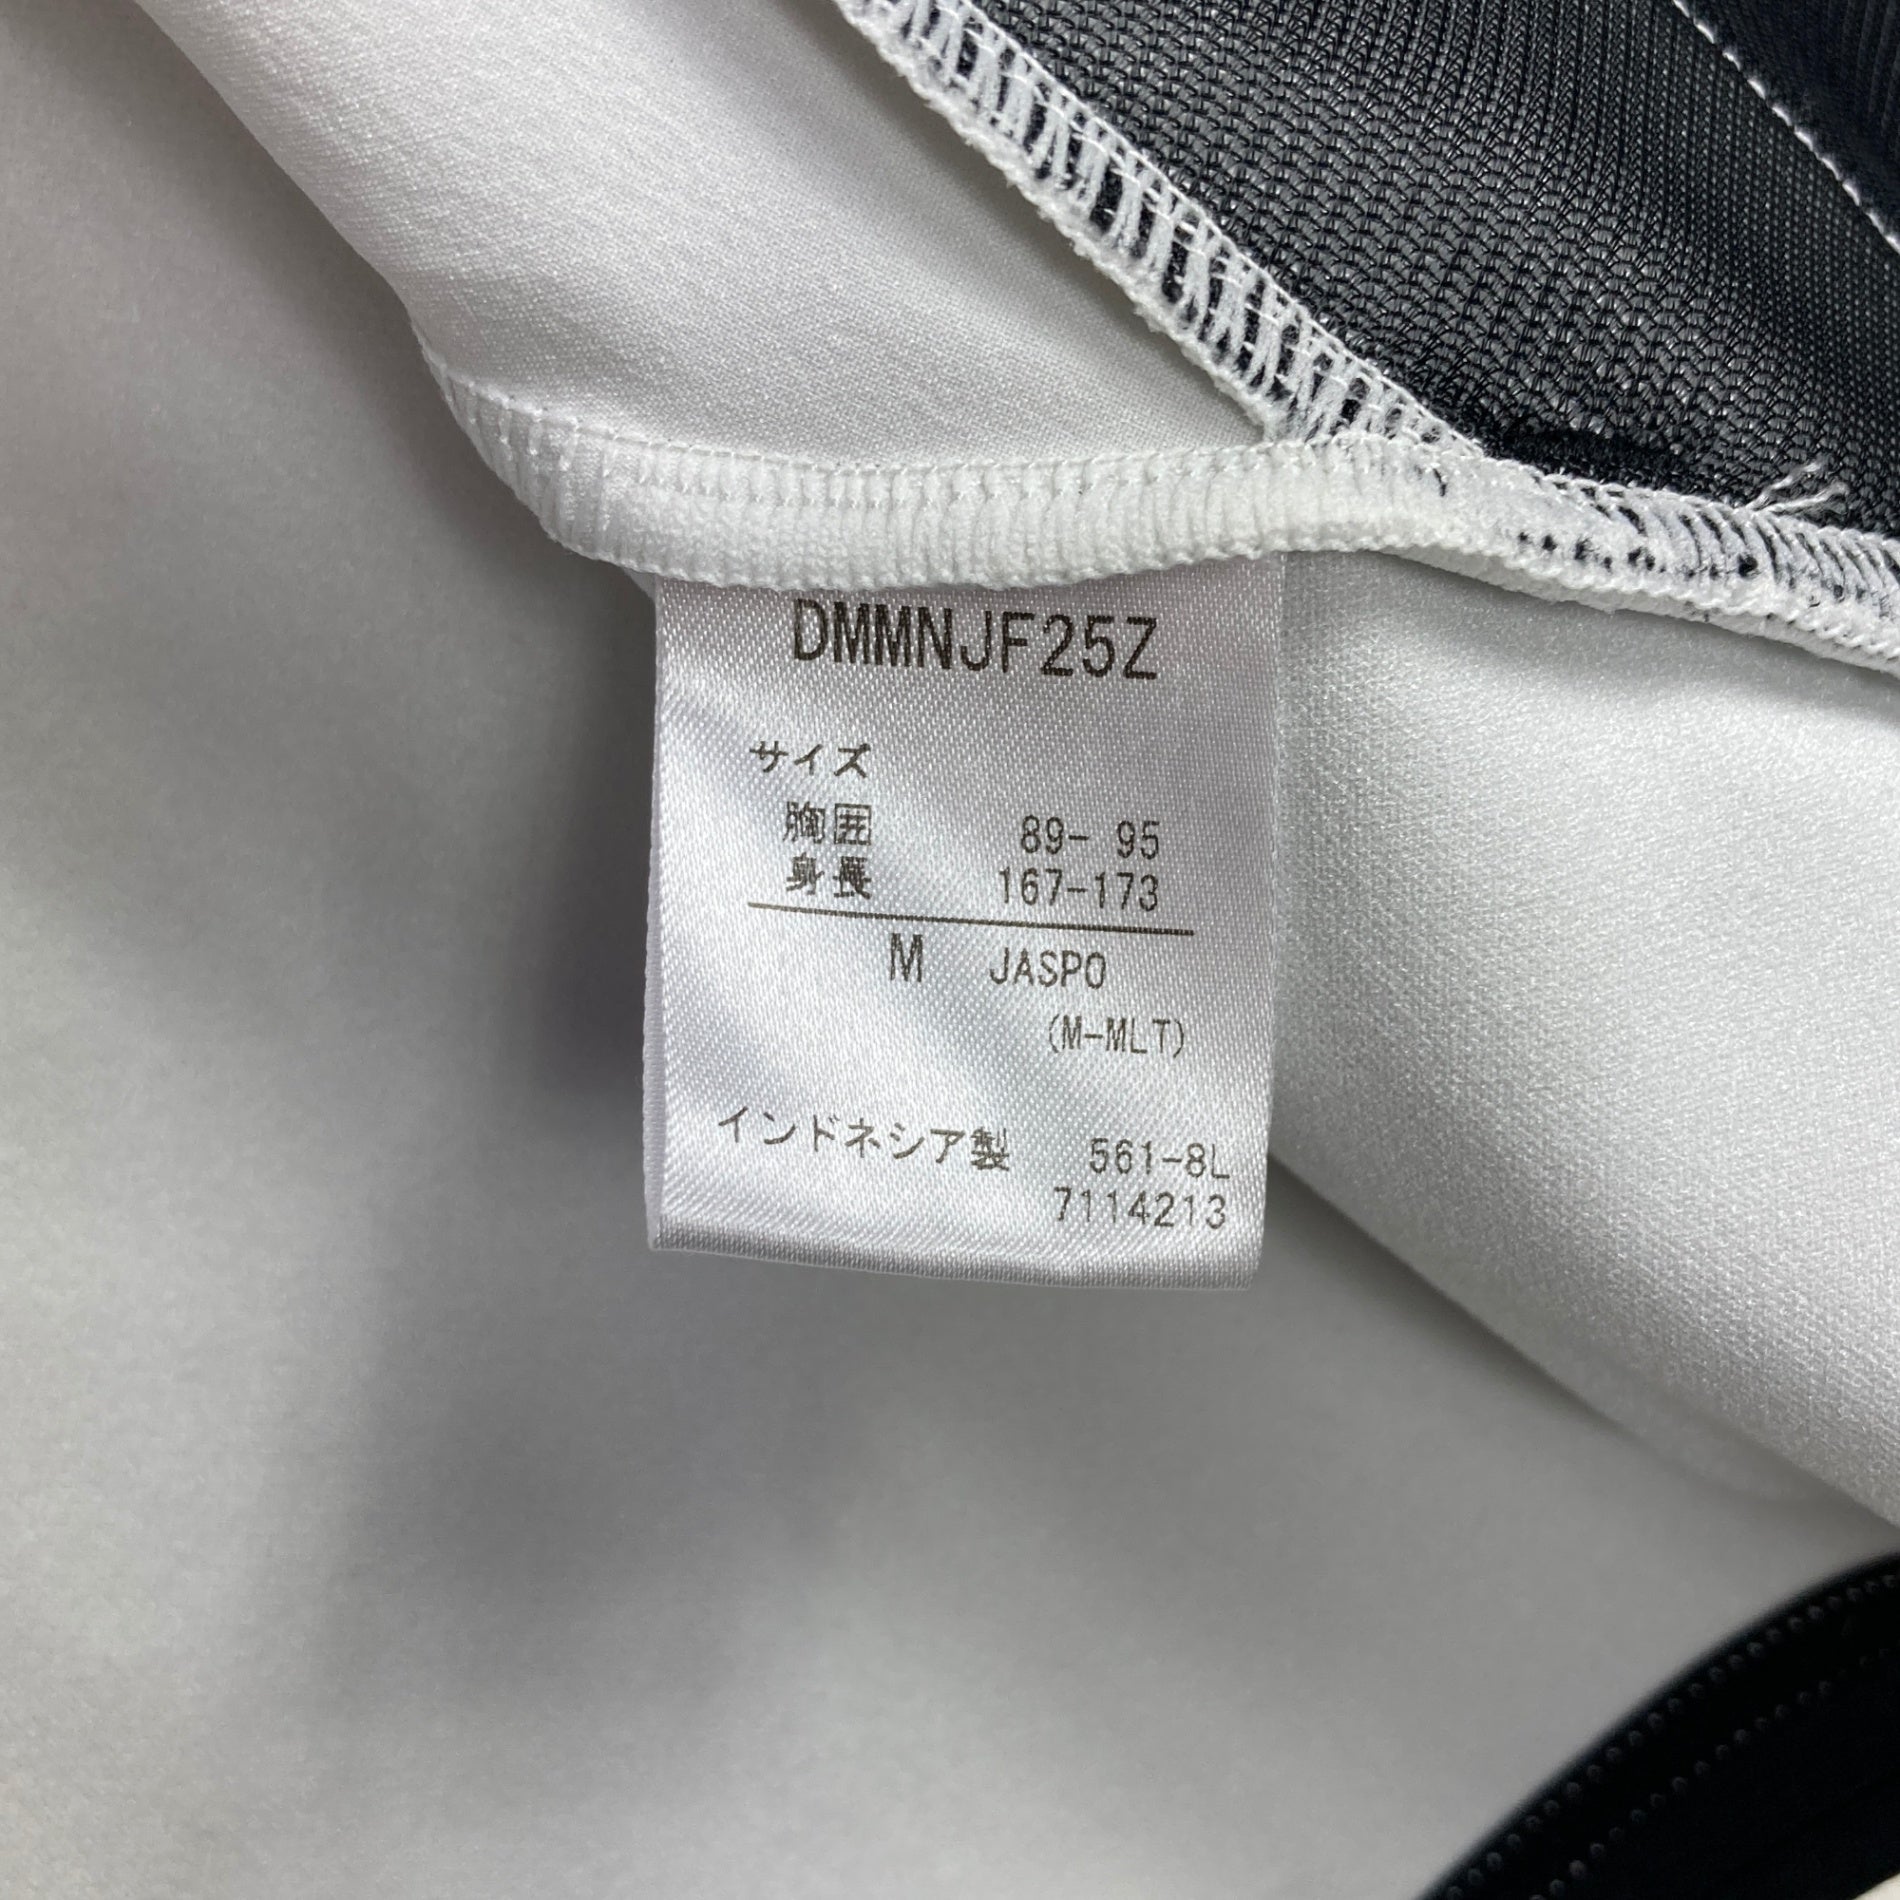 DMMNJF25Z
サイズ
胸囲 89- 95
身長 167-173
M JASPO
(M-MLT)
インドネシア製 561-8L
7114213